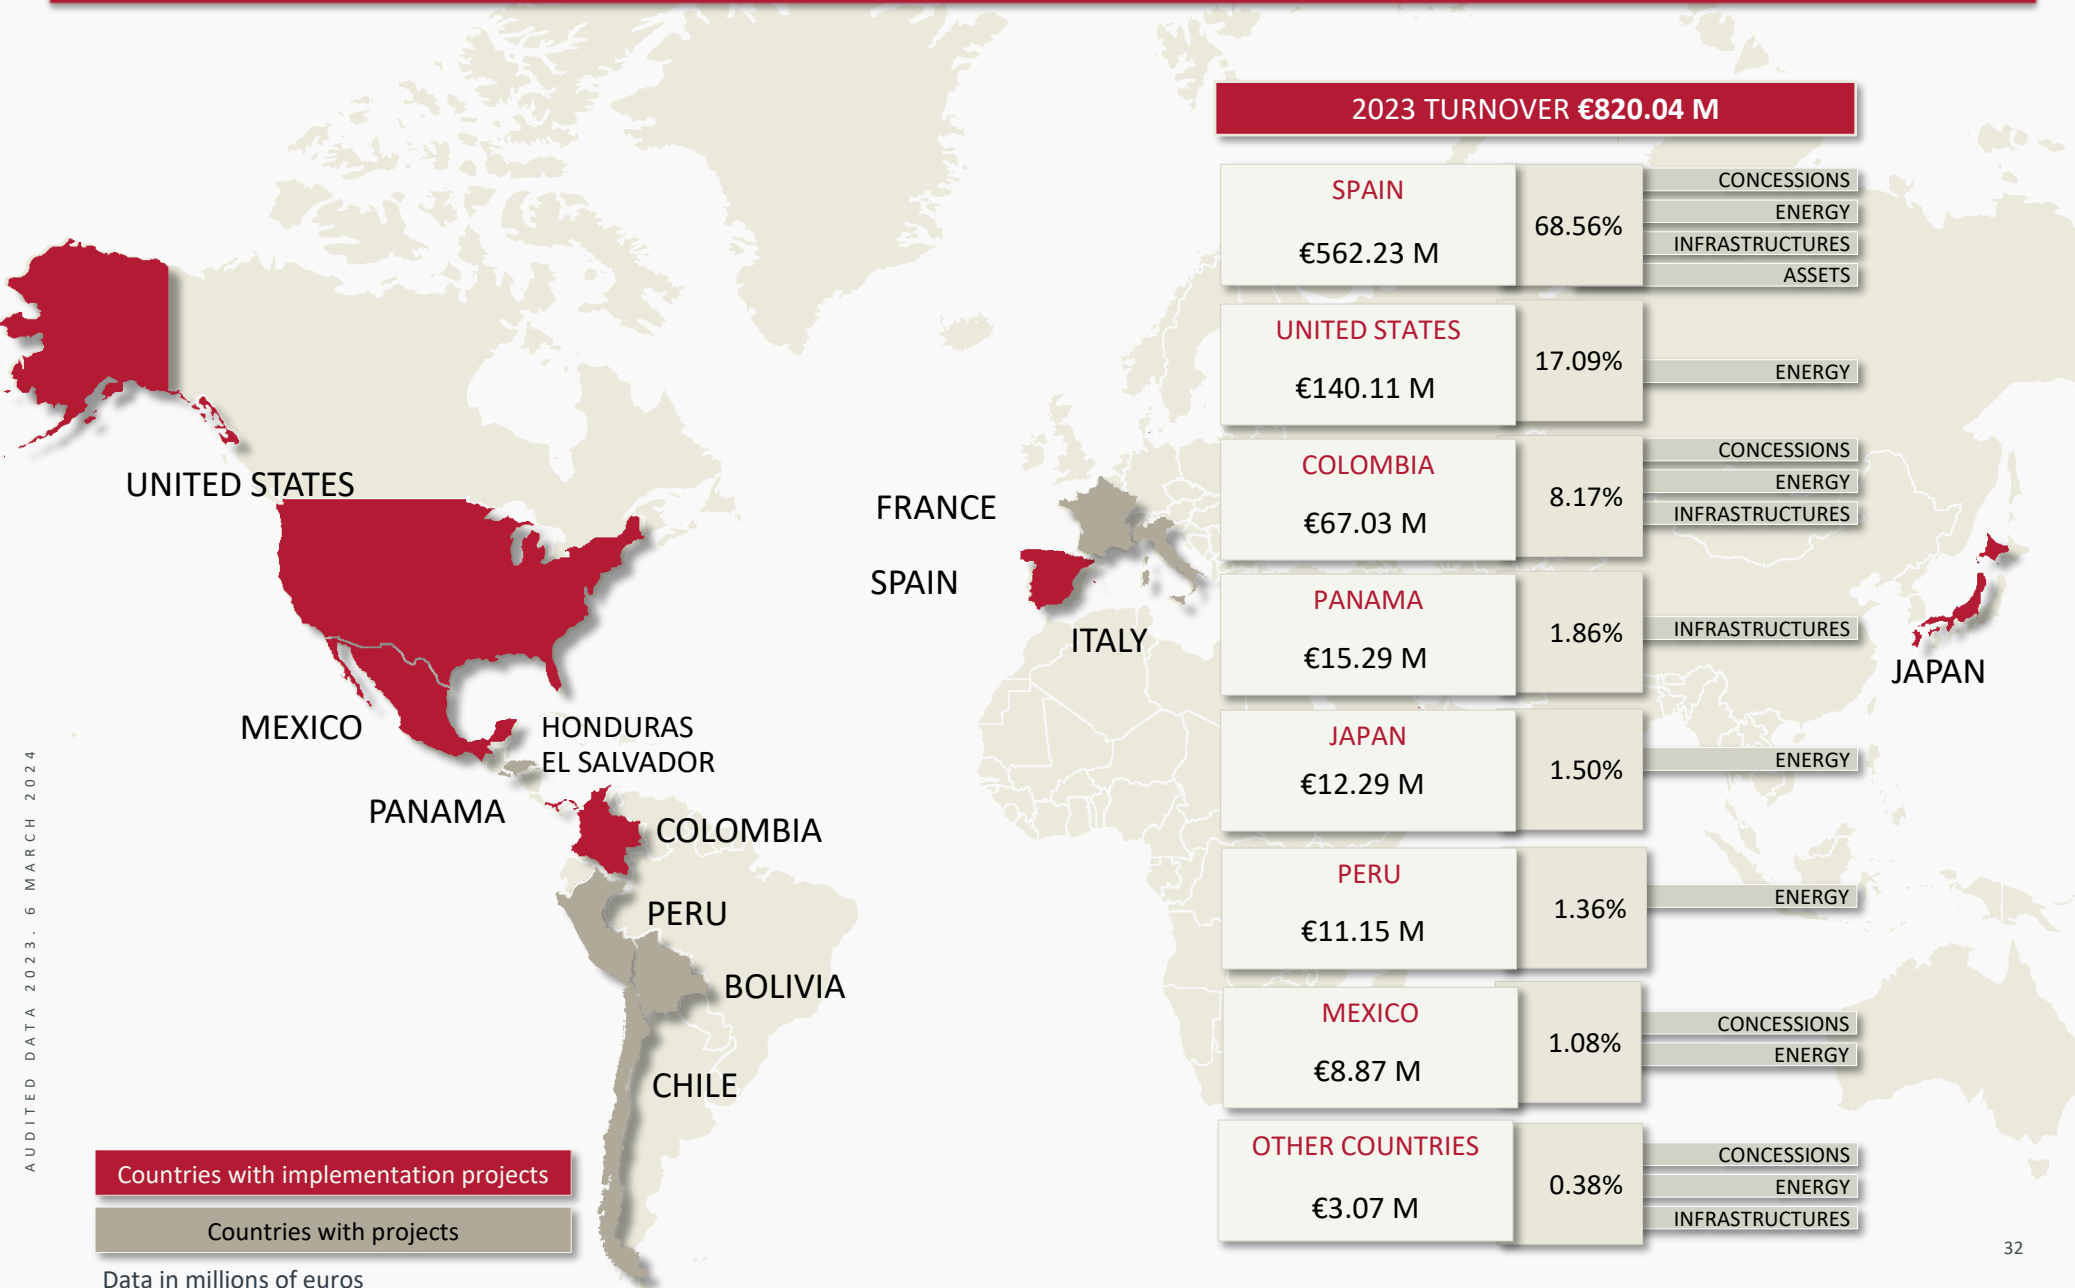 2023 TURNOVER €820.04 M
SPAIN
€562.23 M
68.56%
CONCESSIONS
ENERGY
INFRASTRUCTURES
ASSETS
UNITED STATES
€140.11 M
17.09%
ENERGY
COLOMBIA
€67.03 M
8.17%
CONCESSIONS
ENERGY
INFRASTRUCTURES
PANAMA
€15.29 M
1.86%
INFRASTRUCTURES
JAPAN
€12.29 M
1.50%
ENERGY
PERU
€11.15 M
1.36%
ENERGY
MEXICO
€8.87 M
1.08%
CONCESSIONS
ENERGY
OTHER COUNTRIES
€3.07 M
0.38%
CONCESSIONS
ENERGY
INFRASTRUCTURES
UNITED STATES
FRANCE
SPAIN
ITALY
JAPAN
MEXICO
HONDURAS
EL SALVADOR
PANAMA
COLOMBIA
PERU
BOLIVIA
CHILE
AUDITED DATA 2023. 6 MARCH 2024
Countries with implementation projects
Countries with projects
Data in millions of euros
32